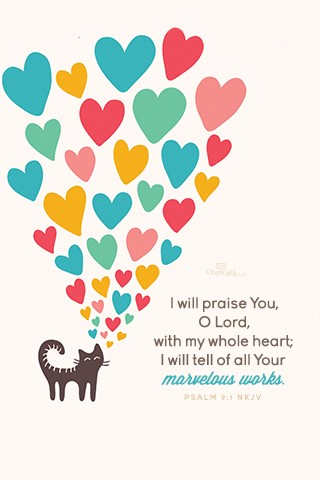 I will praise You,
O Lord,
with my whole heart;
I will tell of all Your
marvelous works.
PSALM 9:1 NKJV